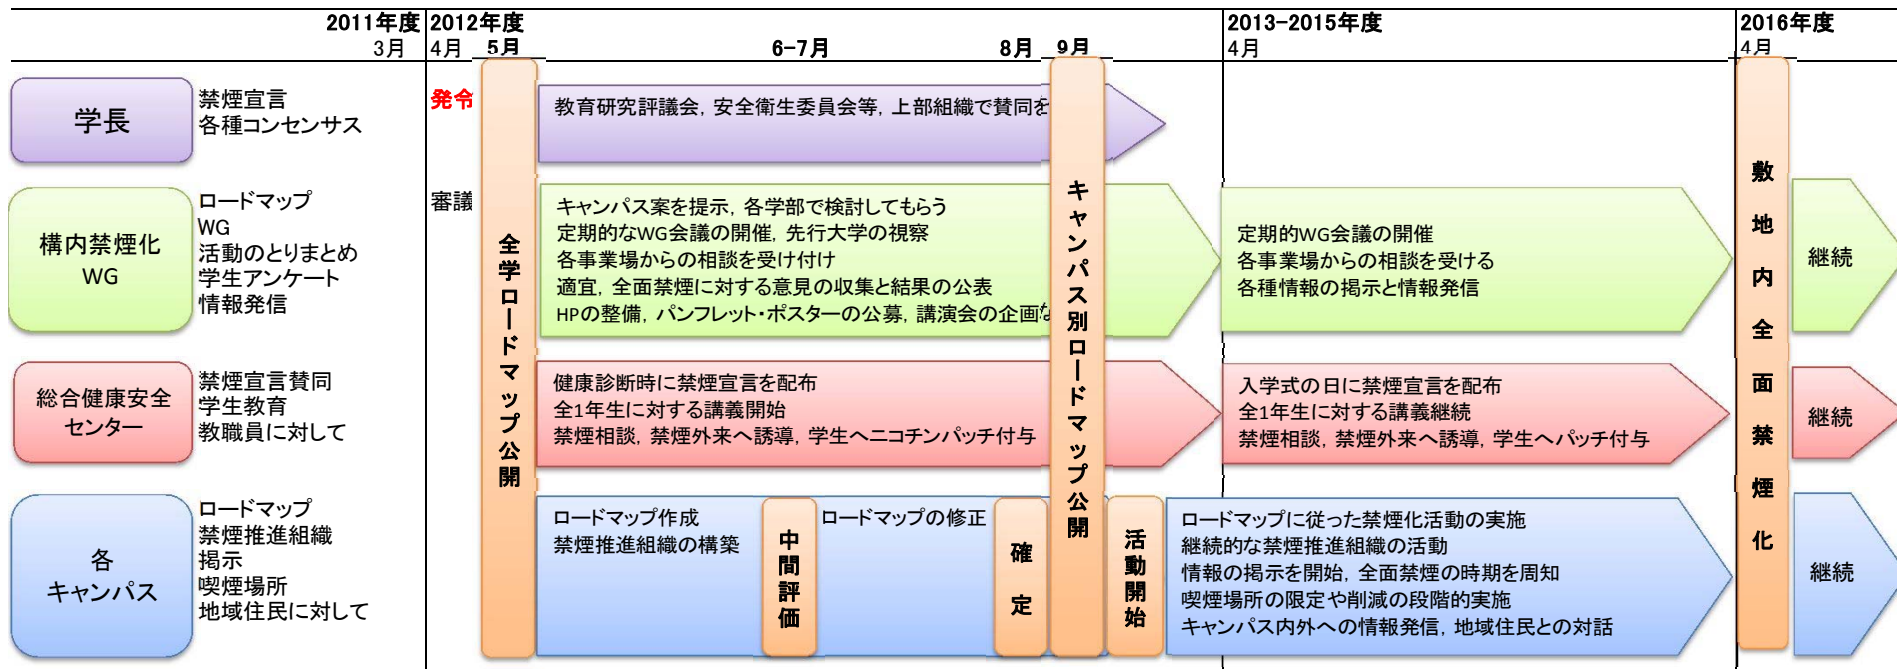 2011年度
3月
2012年度
4月
5月
6-7月
8月
9月
2013-2015年度
4月
2016年度
4月
学長
禁煙宣言
各種コンセンサス
発令
教育研究評議会, 安全衛生委員会等, 上部組織で賛同を
構内禁煙化
WG
ロードマップ
WG
活動のとりまとめ
学生アンケート
情報発信
審議
キャンパス案を提示, 各学部で検討してもらう
定期的なWG会議の開催, 先行大学の視察
各事業場からの相談を受け付け
適宜, 全面禁煙に対する意見の収集と結果の公表
HPの整備, パンフレット・ポスターの公募, 講演会の企画な
定期的WG会議の開催
各事業場からの相談を受ける
各種情報の掲示と情報発信
継続
総合健康安全
センター
禁煙宣言賛同
学生教育
教職員に対して
健康診断時に禁煙宣言を配布
全1年生に対する講義開始
禁煙相談, 禁煙外来へ誘導, 学生へニコチンパッチ付与
入学式の日に禁煙宣言を配布
全1年生に対する講義継続
禁煙相談, 禁煙外来へ誘導, 学生へパッチ付与
継続
各
キャンパス
ロードマップ
禁煙推進組織
掲示
喫煙場所
地域住民に対して
ロードマップ作成
禁煙推進組織の構築
中間評価
ロードマップの修正
確定
活動開始
ロードマップに従った禁煙化活動の実施
継続的な禁煙推進組織の活動
情報の掲示を開始, 全面禁煙の時期を周知
喫煙場所の限定や削減の段階的実施
キャンパス内外への情報発信, 地域住民との対話
継続
全学ロードマップ公開
キャンパス別ロードマップ公開
敷地内全面禁煙化